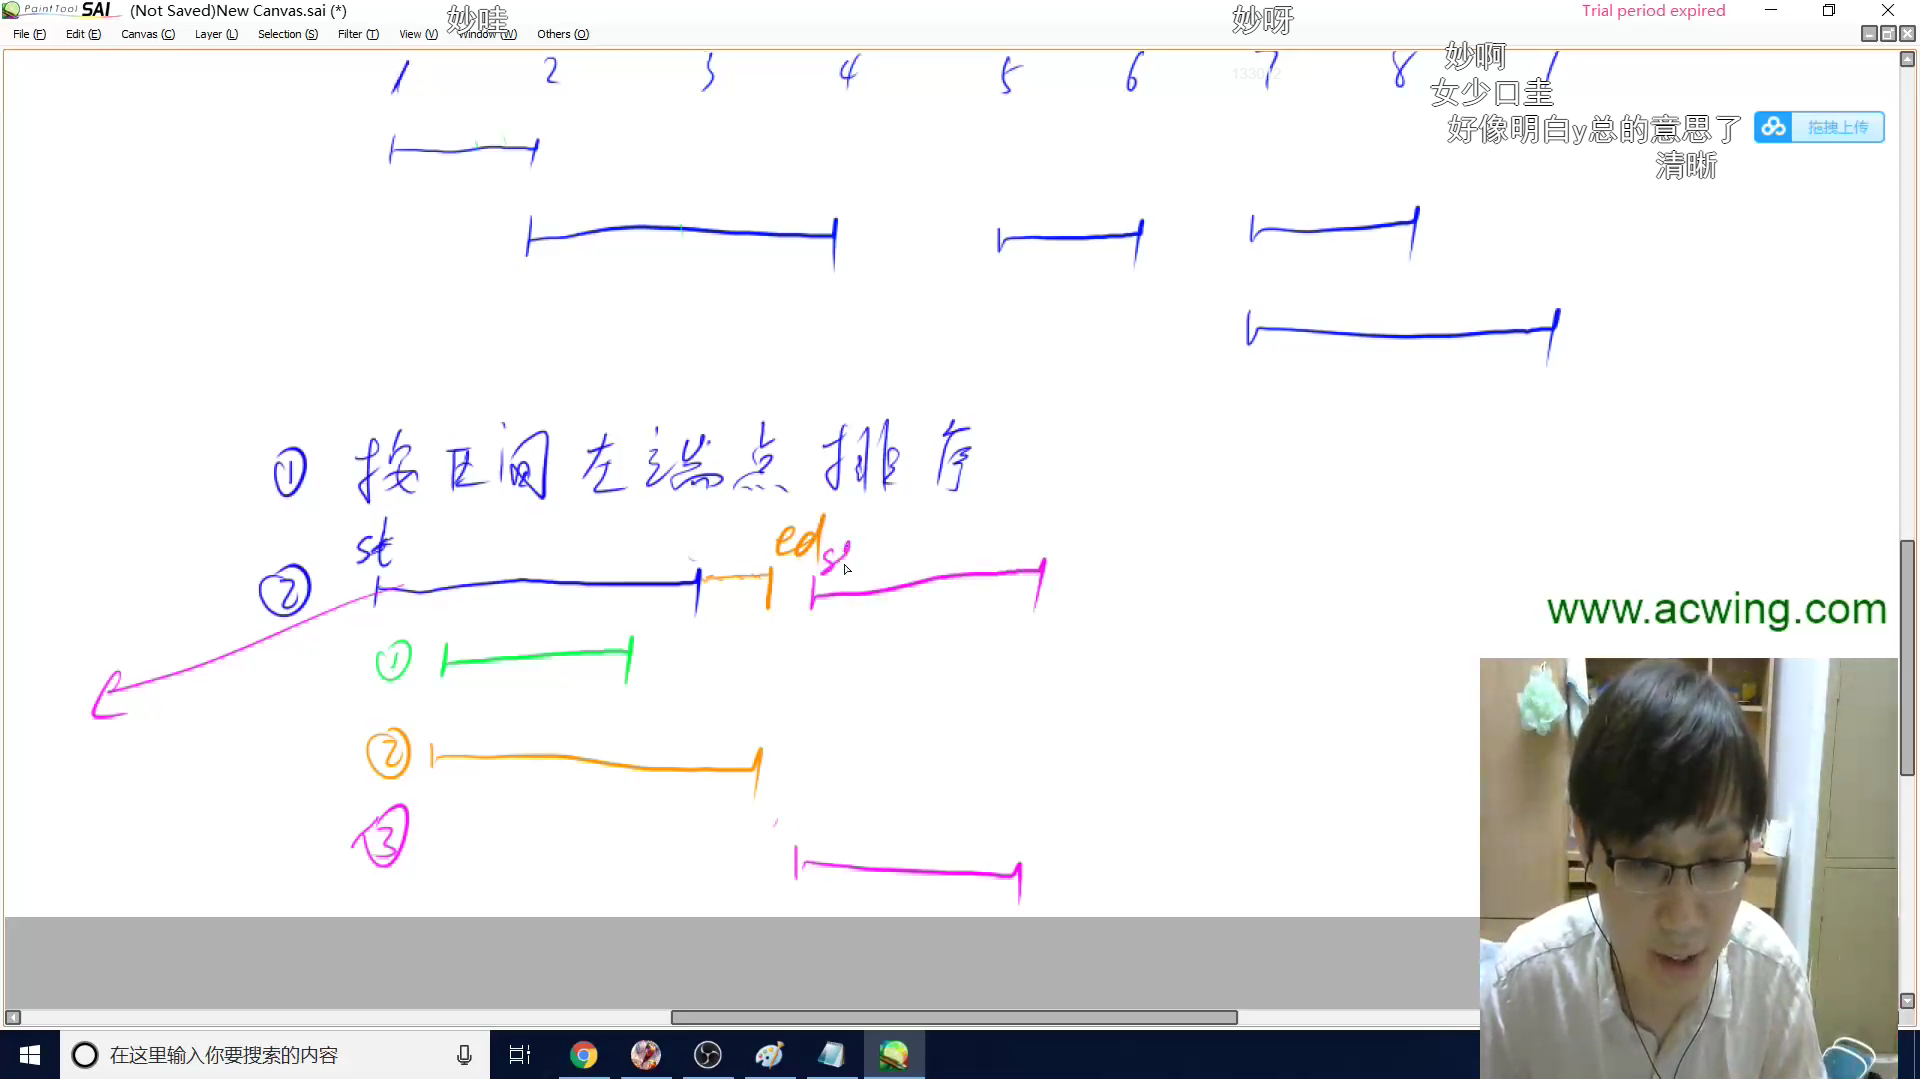 PaintTool SAI (Not Saved)New Canvas.sai (*)
妙哇
妙呀
Trial period expired
File (F) Edit (E) Canvas (C) Layer (L) Selection (S) Filter (T) View (V) Window (W) Others (O)
妙啊
1 2 3 4 5 6 7 8
女少口圭
好像明白y总的意思了
拖拽上传
清晰
① 按区间左端点排序
st ed s
②
www.acwing.com
①
②
③
在这里输入你要搜索的内容